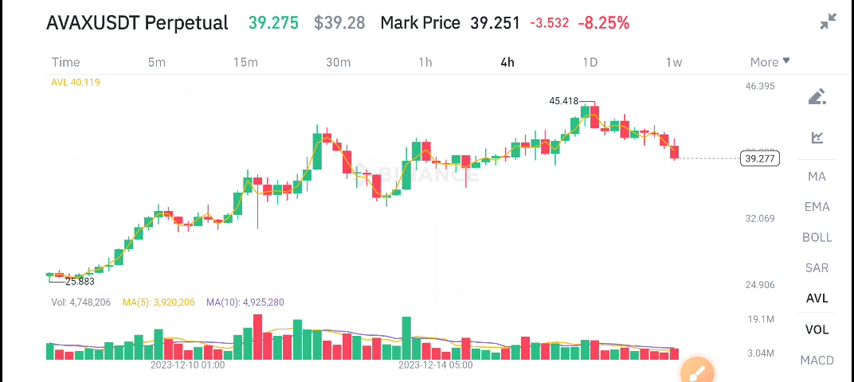 AVAXUSDT Perpetual 39.275 $39.28 Mark Price 39.251 -3.532 -8.25%
Time 5m 15m 30m 1h 4h 1D 1w More
AVL 40.119
46.395
45.418
39.277
BINANCE
MA
EMA
32.069
BOLL
SAR
25.883
24.906
AVL
Vol: 4,748,206 MA(5): 3,920,206 MA(10): 4,925,280
19.1M
VOL
3.04M
MACD
2023-12-10 01:00 2023-12-14 05:00